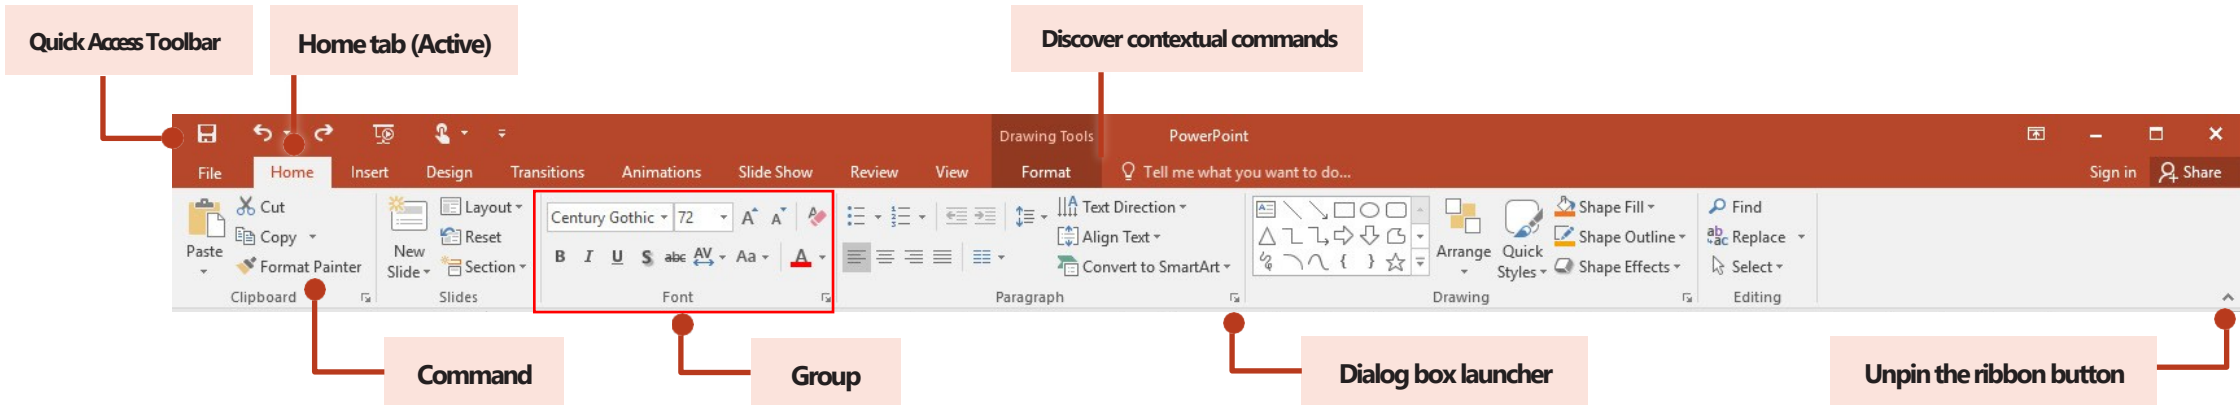 Quick Access Toolbar
Home tab (Active)
Discover contextual commands
Drawing Tools
PowerPoint
File
Home
Insert
Design
Transitions
Animations
Slide Show
Review
View
Format
Tell me what you want to do...
Sign in
Share
Paste
Cut
Copy
Format Painter
Clipboard
New
Slide
Layout
Reset
Section
Slides
Century Gothic
72
A A
B I U S abc AV Aa A
Font
Text Direction
Align Text
Convert to SmartArt
Paragraph
Arrange
Quick
Styles
Shape Fill
Shape Outline
Shape Effects
Drawing
Find
Replace
Select
Editing
Command
Group
Dialog box launcher
Unpin the ribbon button